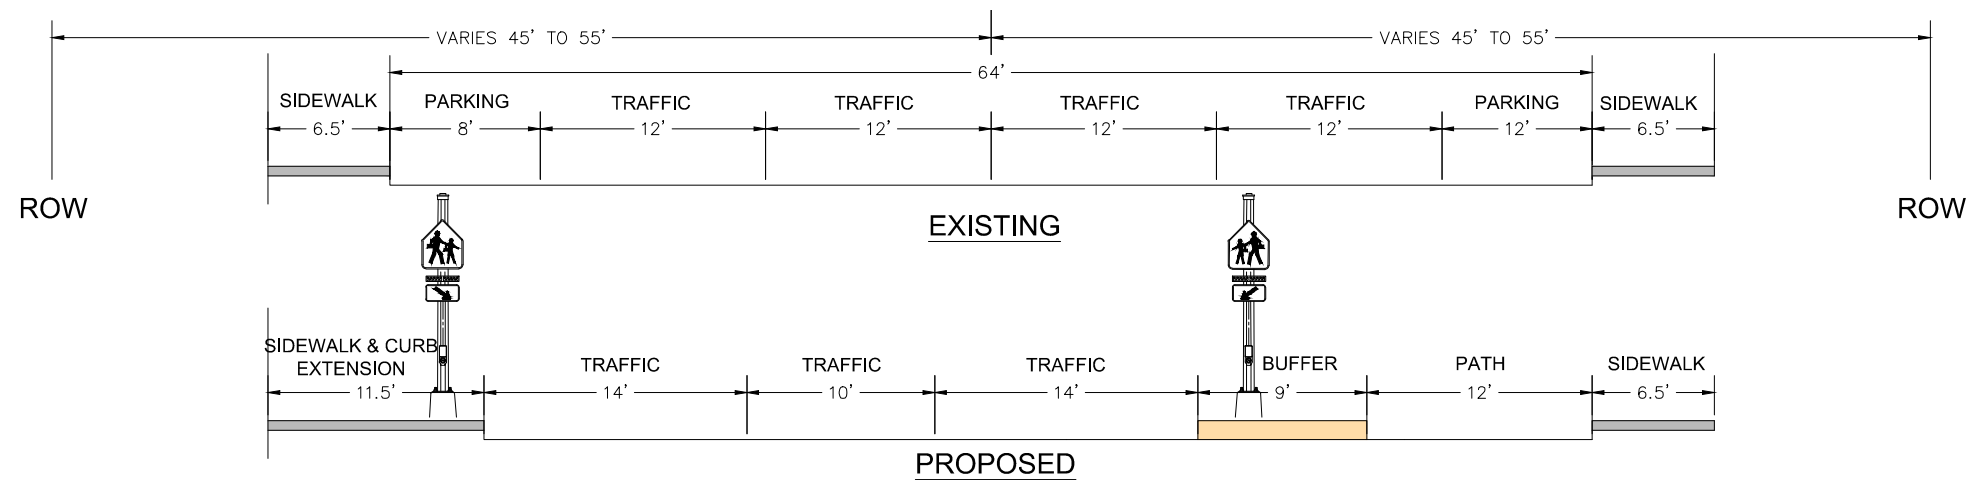 VARIES 45' TO 55' VARIES 45' TO 55'
64'
SIDEWALK PARKING TRAFFIC TRAFFIC TRAFFIC TRAFFIC PARKING SIDEWALK
6.5' 8' 12' 12' 12' 12' 12' 6.5'
ROW ROW
EXISTING
SIDEWALK & CURB
EXTENSION TRAFFIC TRAFFIC TRAFFIC BUFFER PATH SIDEWALK
11.5' 14' 10' 14' 9' 12' 6.5'
PROPOSED